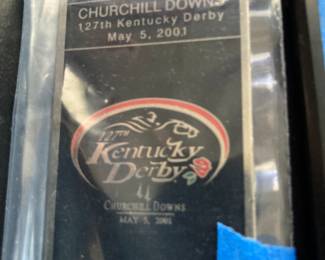 CHURCHILL DOWNS
127th Kentucky Derby
May 5, 2001
127TH
Kentucky
Derby
CHURCHILL DOWNS
MAY 5, 2001